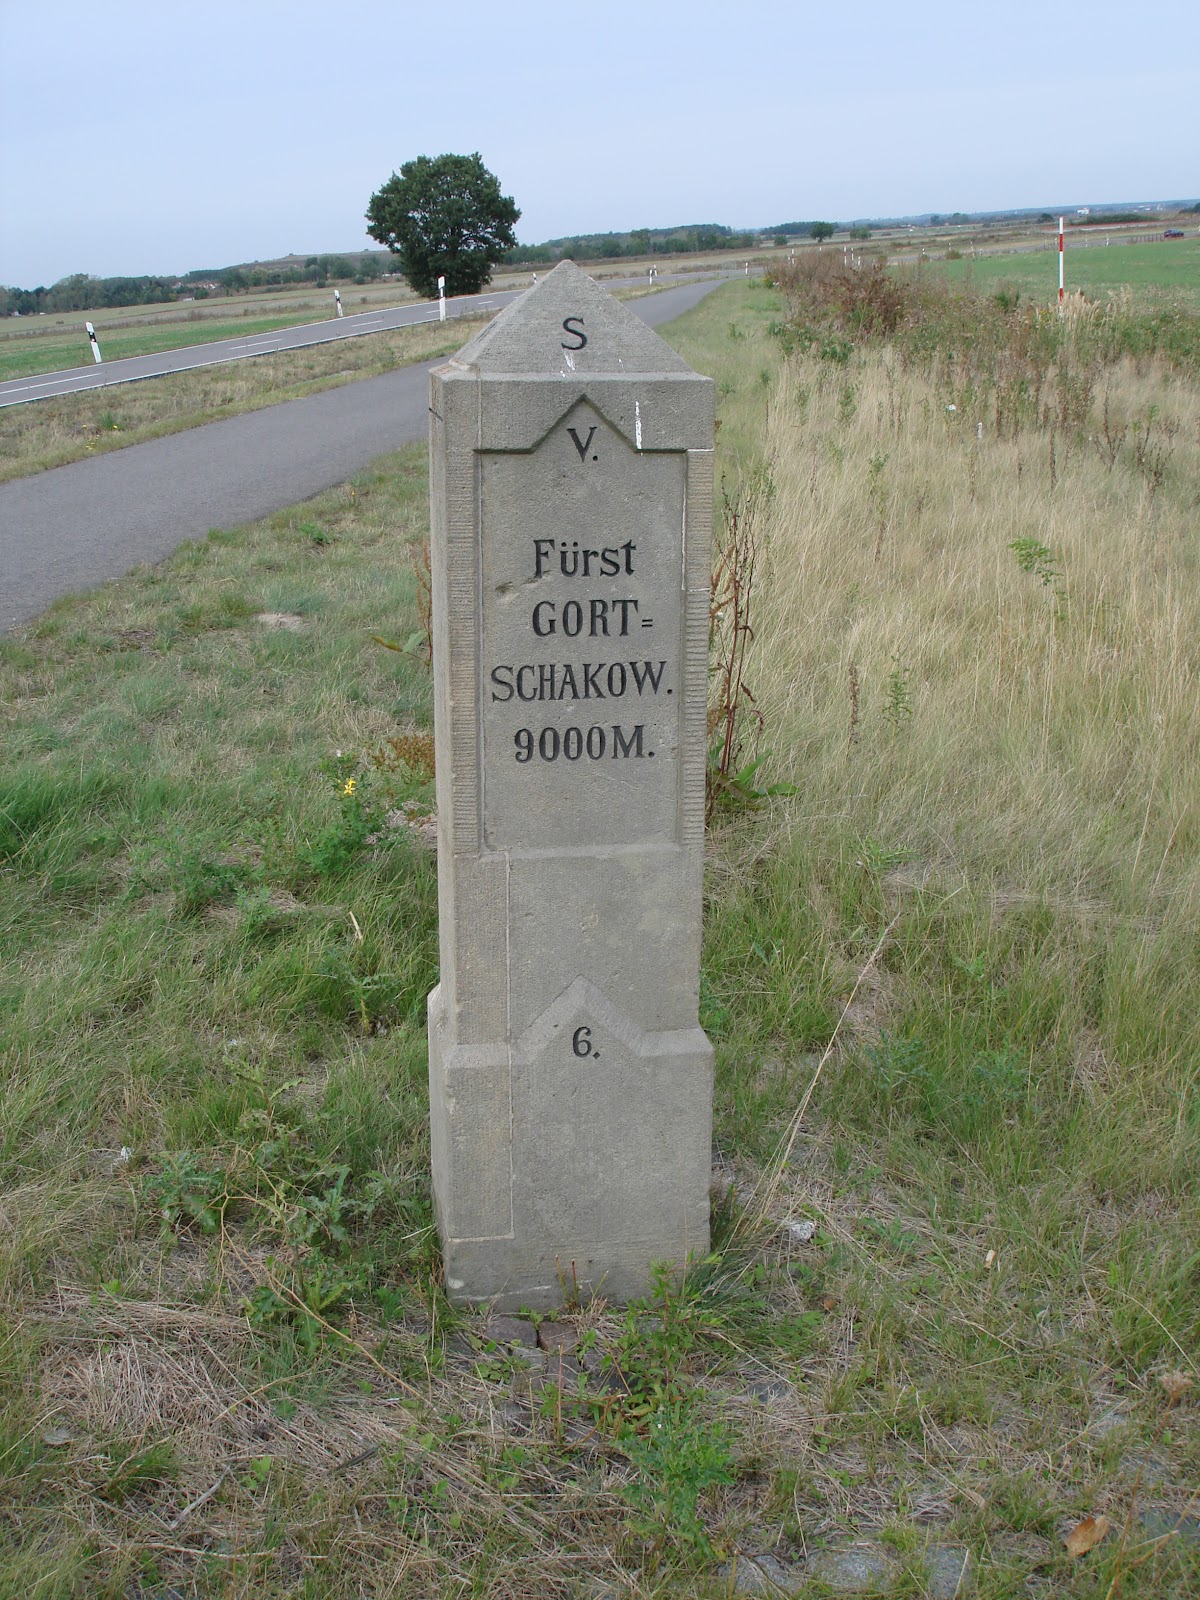 S
V.
Fürst
GORT=
SCHAKOW.
9000M.
6.